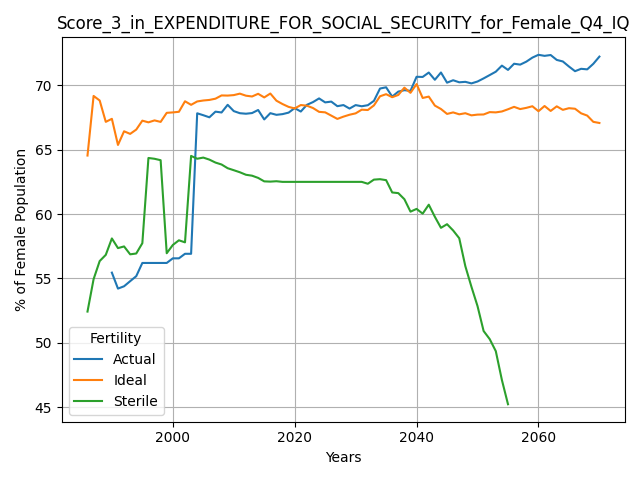 Score_3_in_EXPENDITURE_FOR_SOCIAL_SECURITY_for_Female_Q4_IQ
% of Female Population
70
65
60
55
50
45
Fertility
Actual
Ideal
Sterile
2000
2020
2040
2060
Years